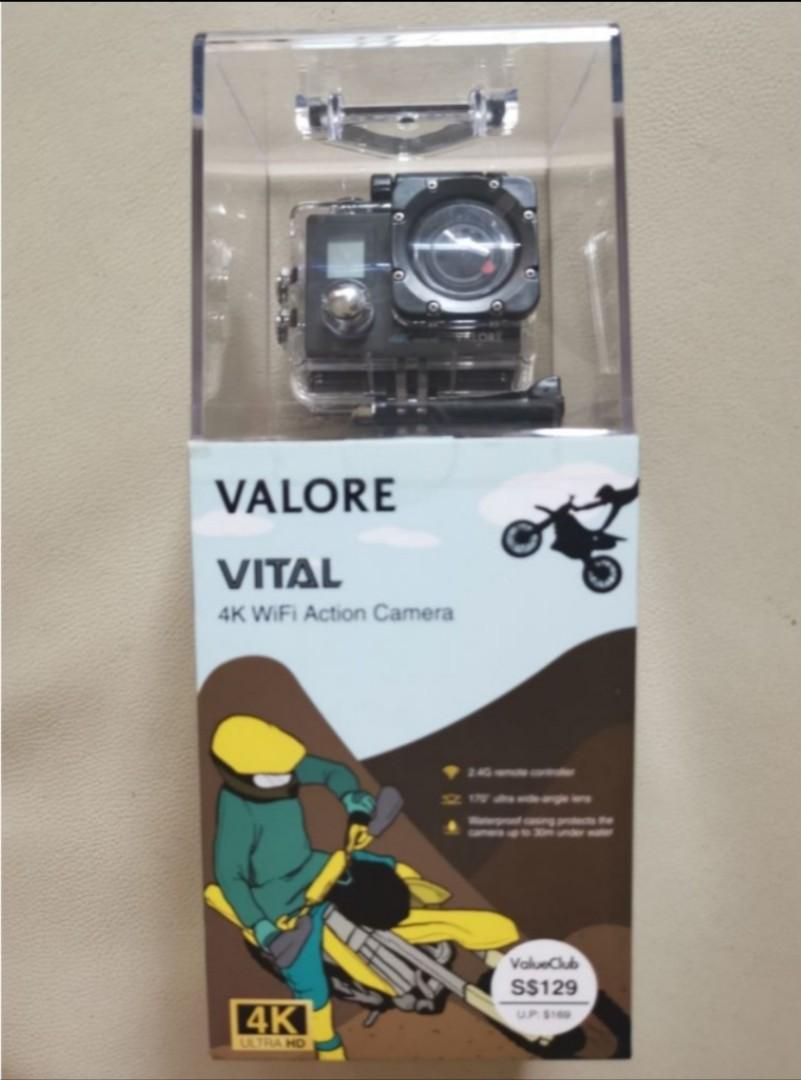 VALORE
VALORE
VITAL
4K WiFi Action Camera
2.4G remote controller
170° ultra wide-angle lens
Waterproof casing protects the
camera up to 30m under water
ValueClub
S$129
U.P: $169
4K
ULTRA HD